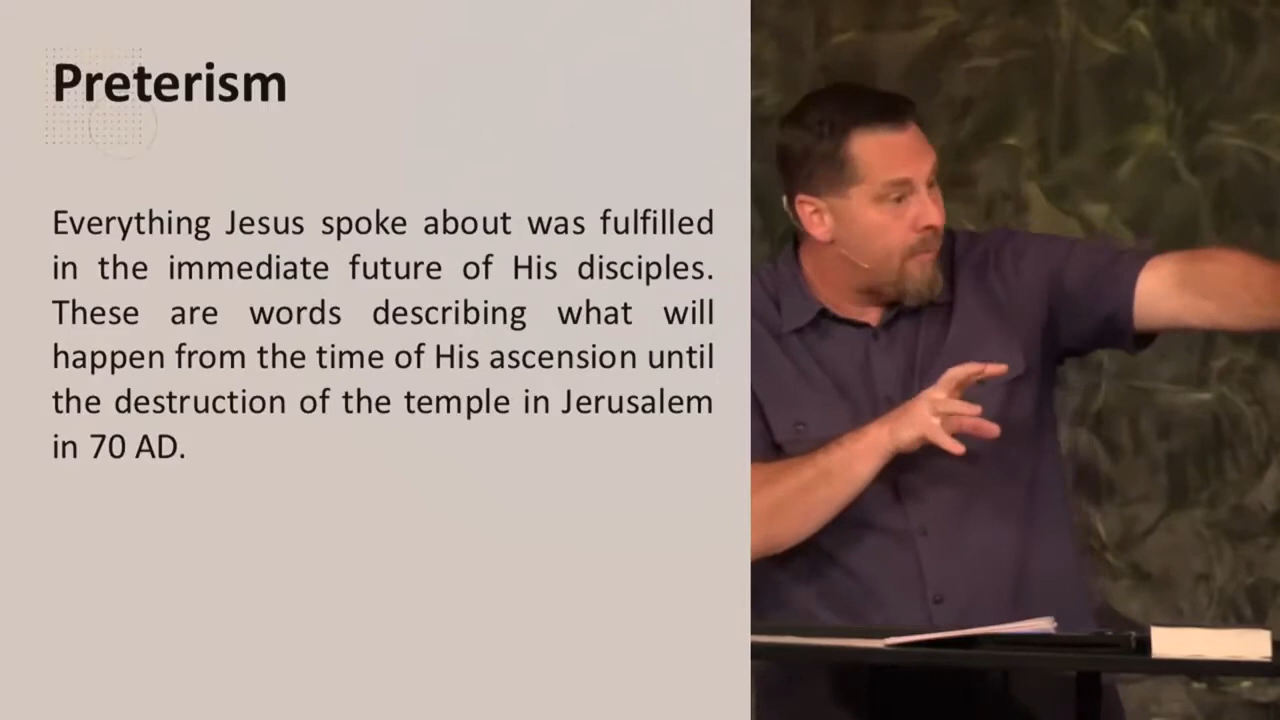 Preterism
Everything Jesus spoke about was fulfilled
in the immediate future of His disciples.
These are words describing what will
happen from the time of His ascension until
the destruction of the temple in Jerusalem
in 70 AD.